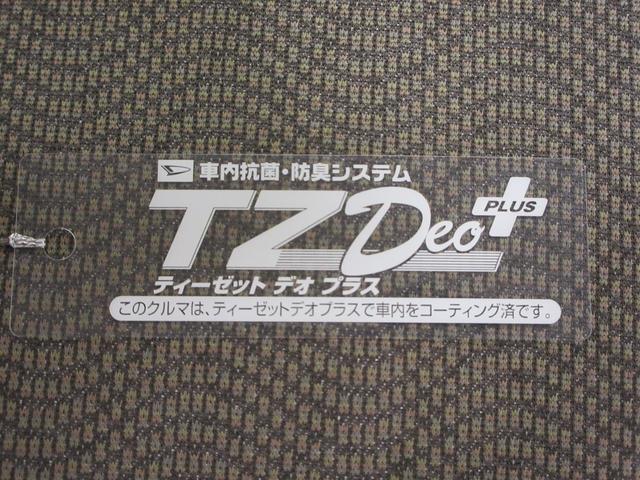 車内抗菌・防臭システム
TZDeo PLUS
ティーゼット デオ プラス
このクルマは、ティーゼットデオプラスで車内をコーティング済です。